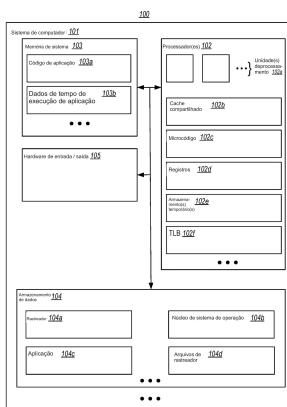 100
Sistema de computador 101
Memória de sistema 103
Código de aplicação 103a
Dados de tempo de execução de aplicação 103b
Hardware de entrada / saída 105
Processador(es) 102
Unidade(s) deprocessa-mento 102a
Cache compartilhado 102b
Microcódigo 102c
Registros 102d
Armazena-mento(s) temporário(s) 102e
TLB 102f
Armazenamento de dados 104
Rastreador 104a
Núcleo de sistema de operação 104b
Aplicação 104c
Arquivos de rastreador 104d